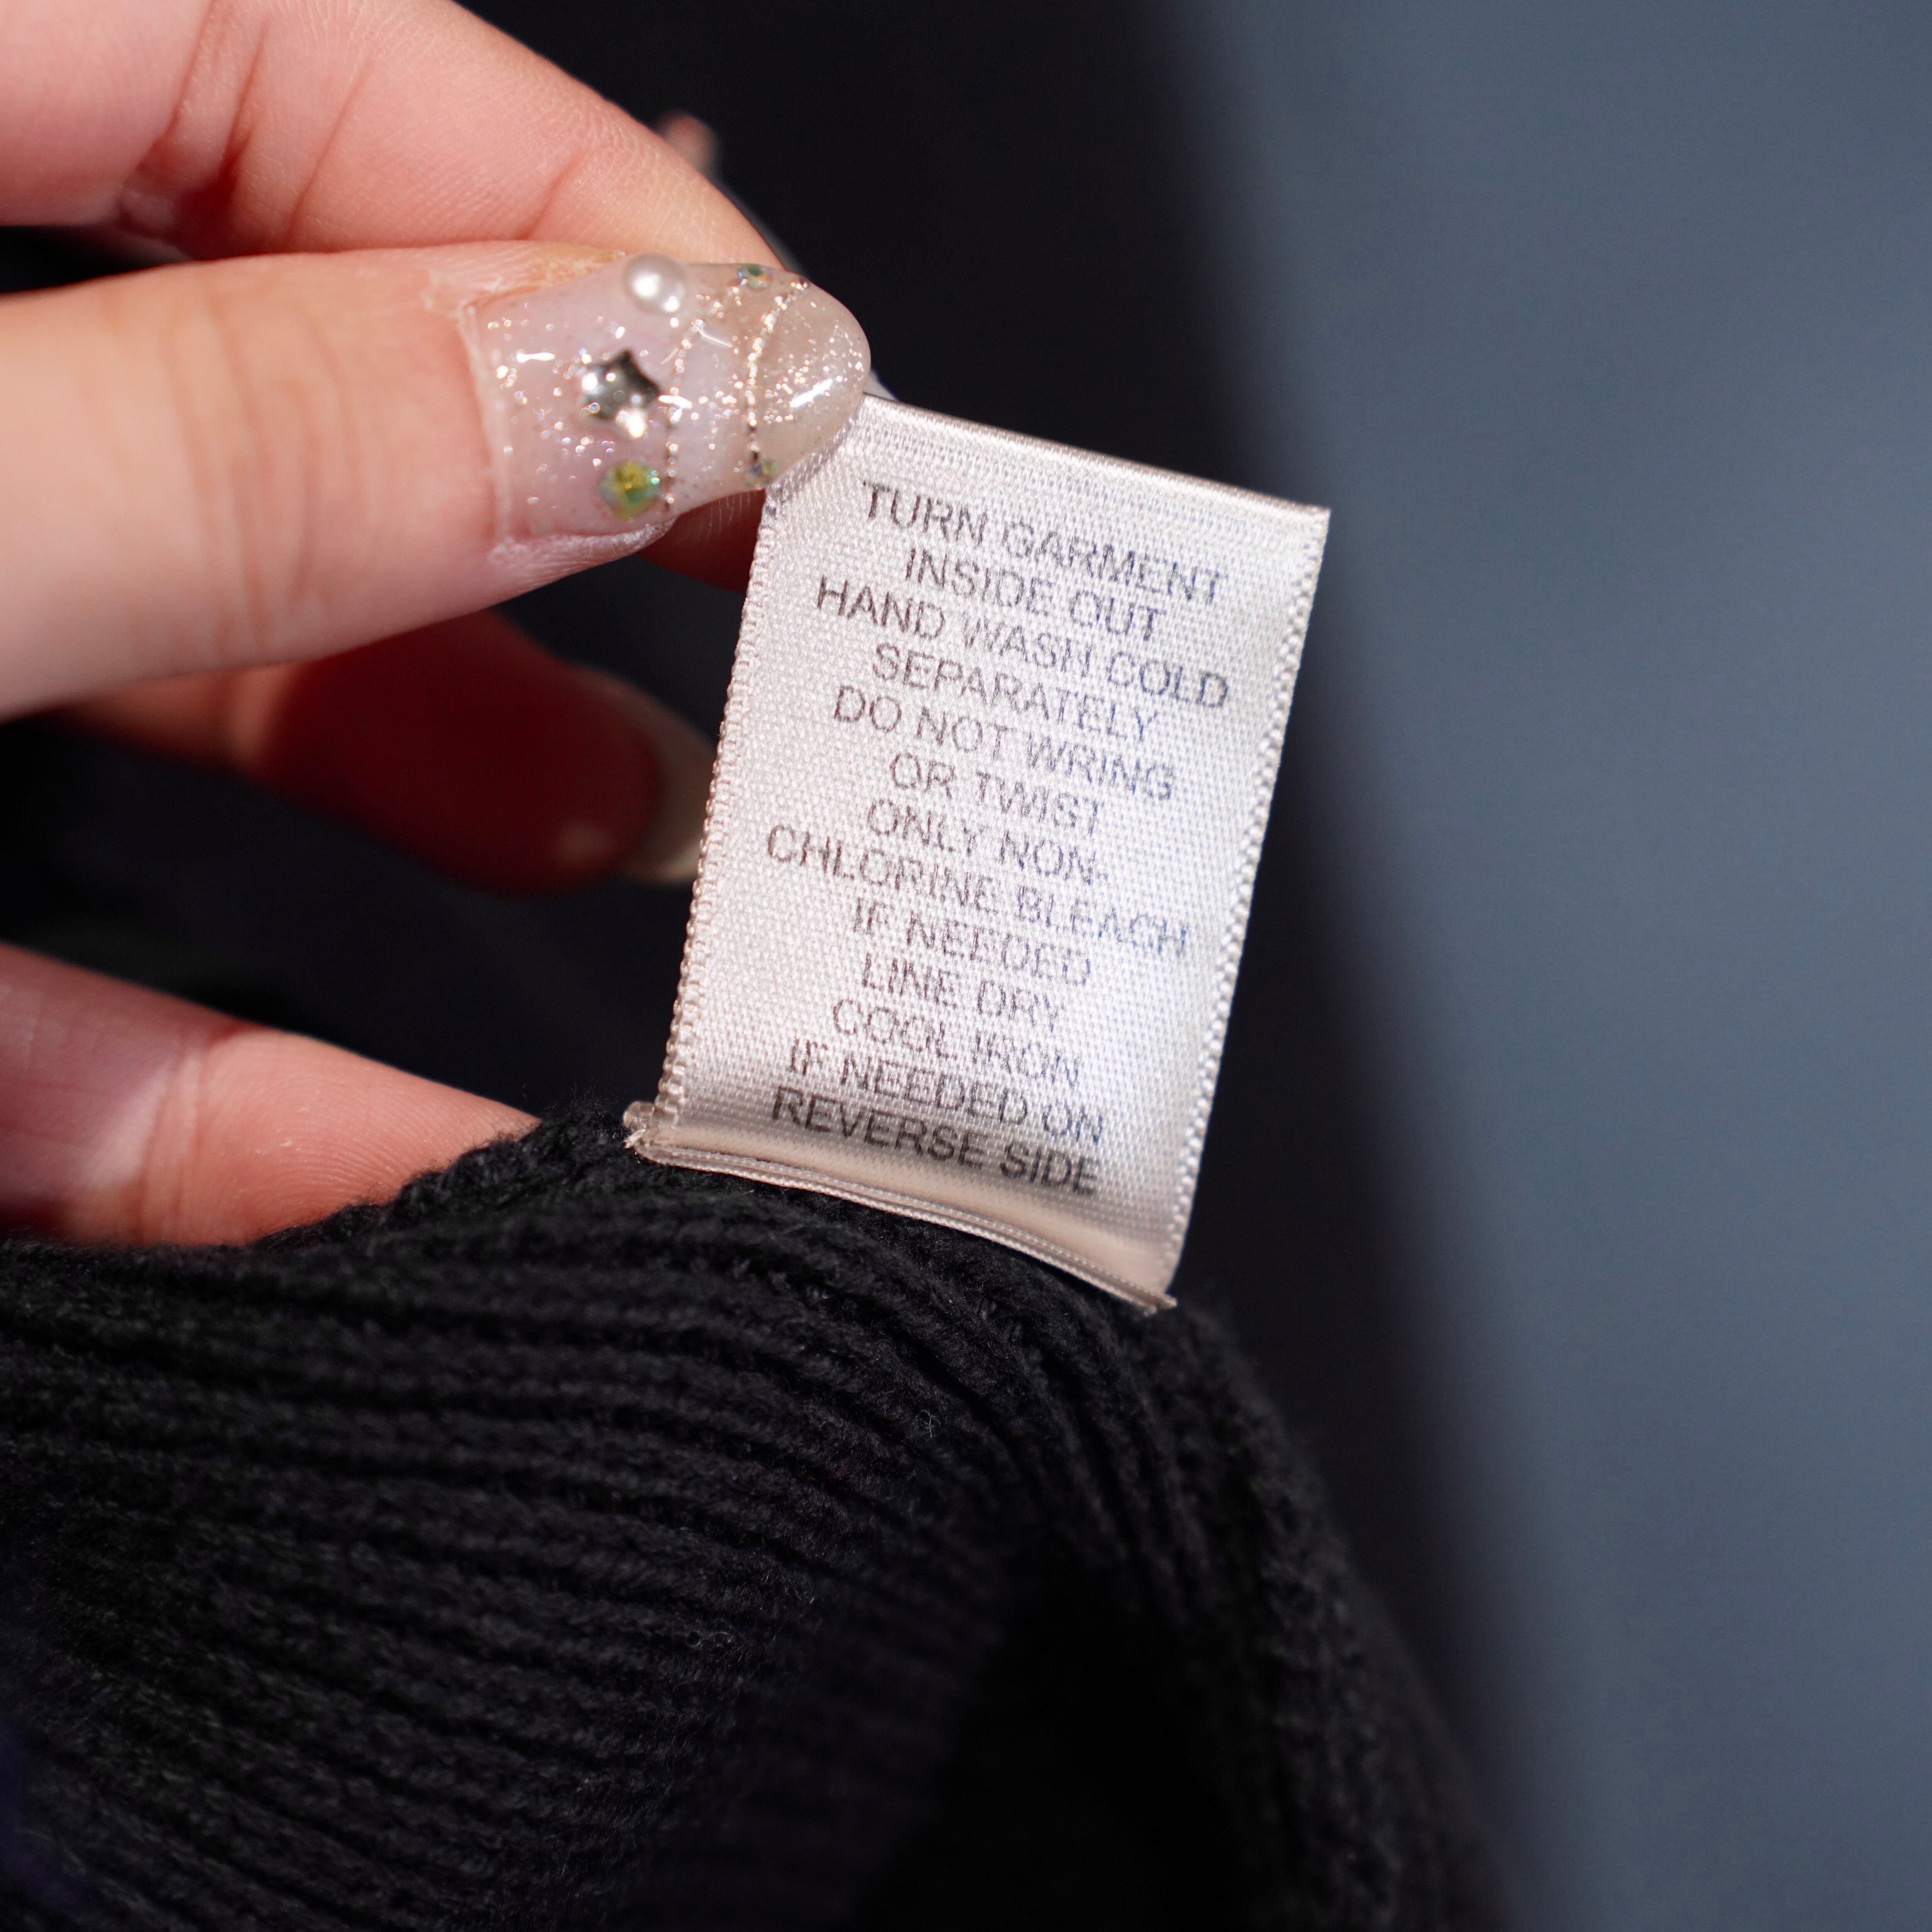 TURN GARMENT
INSIDE OUT
HAND WASH COLD
SEPARATELY
DO NOT WRING
OR TWIST
ONLY NON-
CHLORINE BLEACH
IF NEEDED
LINE DRY
COOL IRON
IF NEEDED ON
REVERSE SIDE